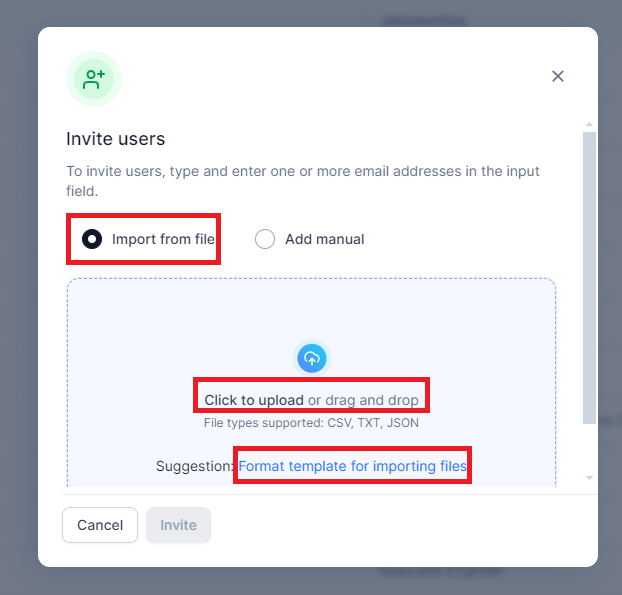 Invite users
To invite users, type and enter one or more email addresses in the input
field.
Import from file
Add manual
Click to upload or drag and drop
File types supported: CSV, TXT, JSON
Suggestion: Format template for importing files
Cancel
Invite